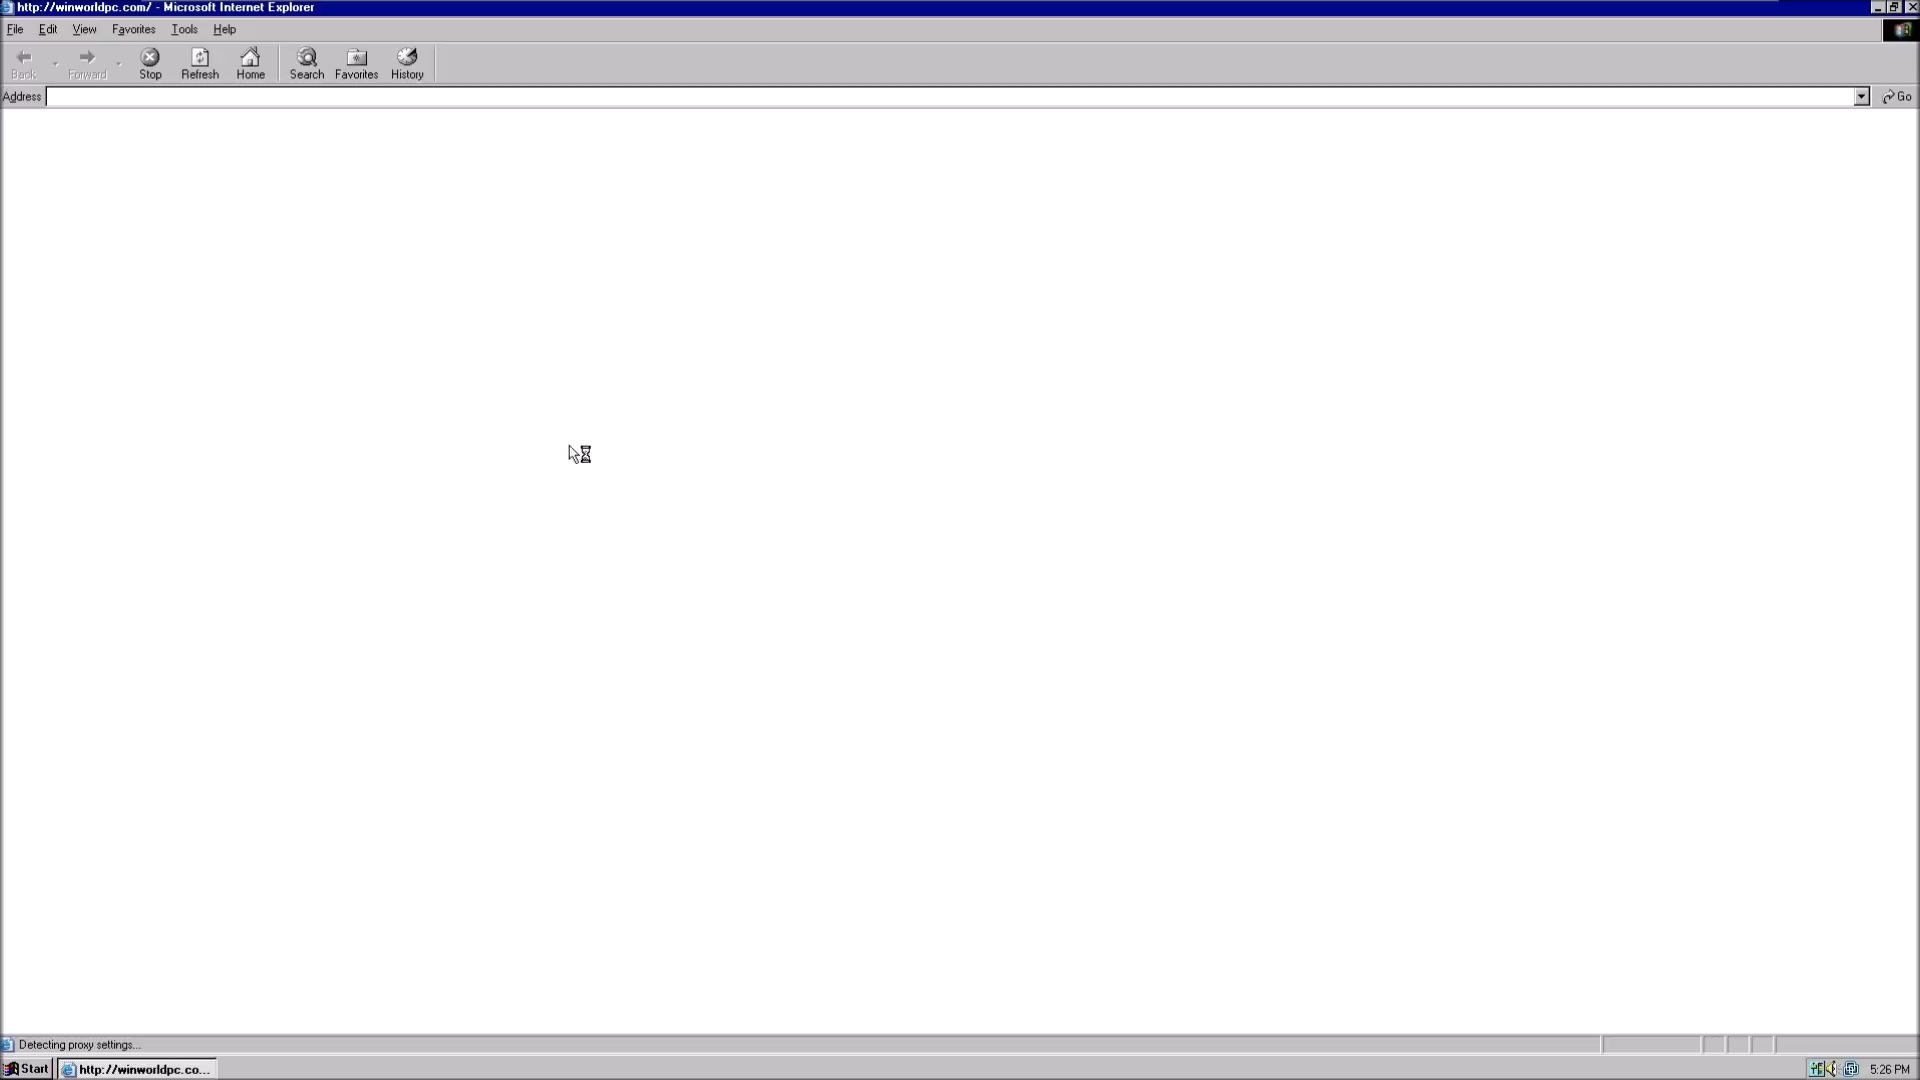 http://winworldpc.com/ - Microsoft Internet Explorer
File Edit View Favorites Tools Help
Back Forward Stop Refresh Home Search Favorites History
Address Go
Detecting proxy settings...
Start http://winworldpc.co... 5:26 PM